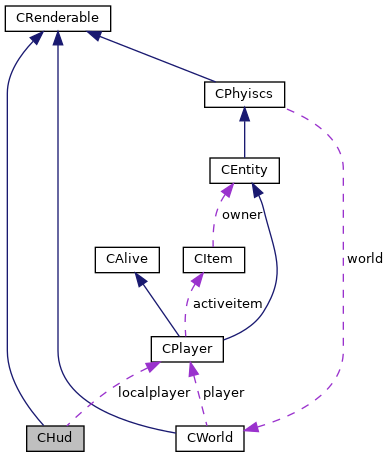 CRenderable
CPhyiscs
CEntity
owner
CAlive
CItem
world
activeitem
CPlayer
localplayer
player
CHud
CWorld